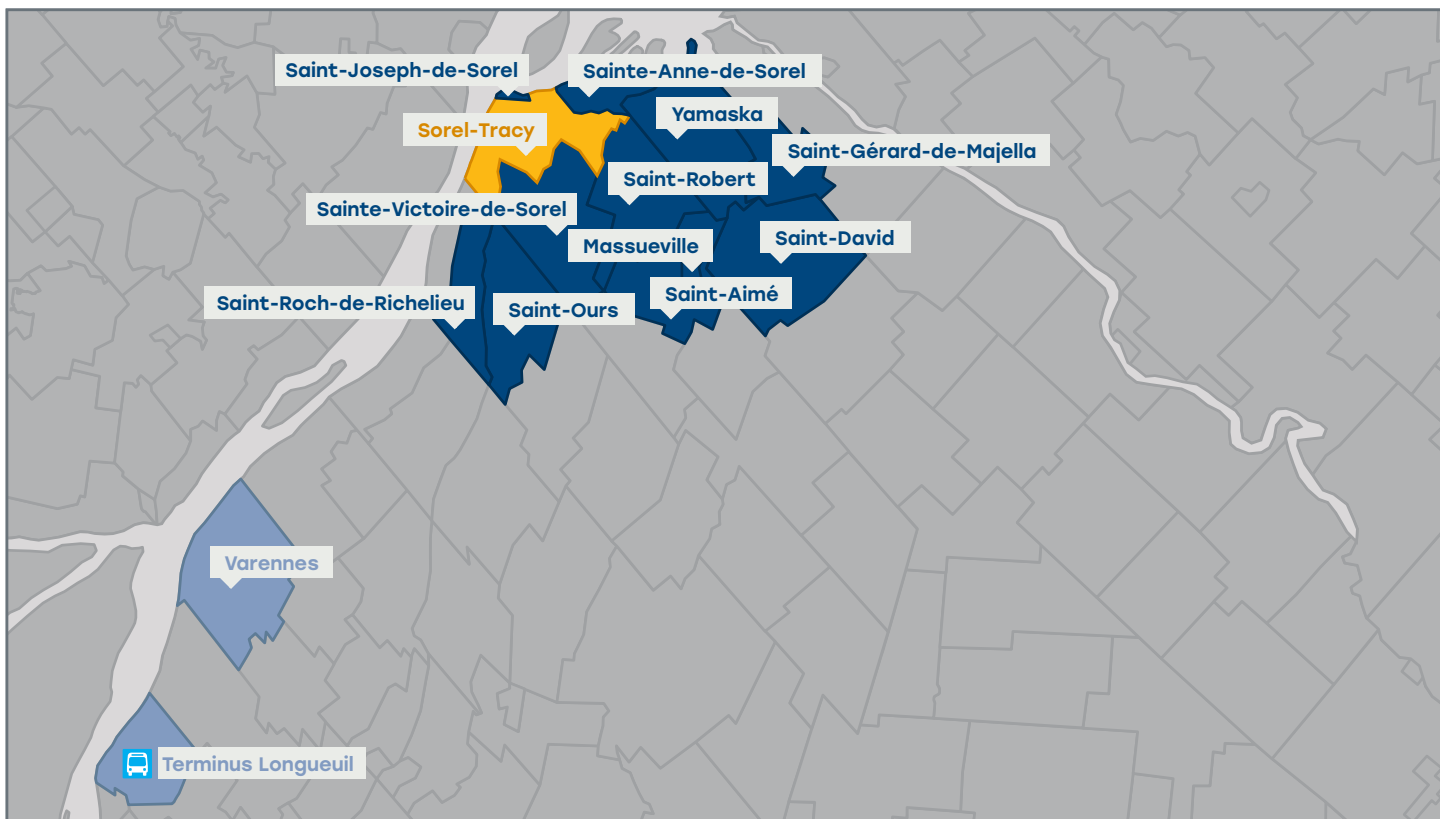 Saint-Joseph-de-Sorel
Sainte-Anne-de-Sorel
Yamaska
Sorel-Tracy
Saint-Gérard-de-Majella
Saint-Robert
Sainte-Victoire-de-Sorel
Saint-David
Massueville
Saint-Aimé
Saint-Roch-de-Richelieu
Saint-Ours
Varennes
Terminus Longueuil